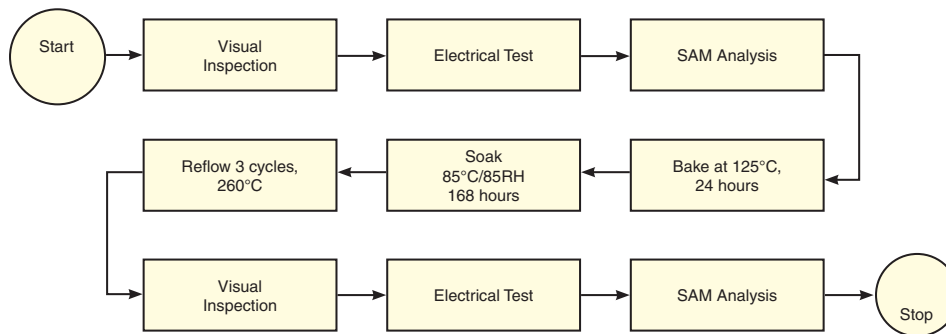 Start
Visual
Inspection
Electrical Test
SAM Analysis
Bake at 125°C,
24 hours
Soak
85°C/85RH
168 hours
Reflow 3 cycles,
260°C
Visual
Inspection
Electrical Test
SAM Analysis
Stop